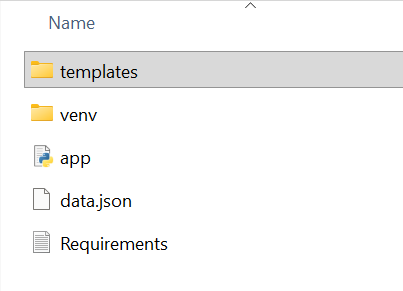 Name
templates
venv
app
data.json
Requirements